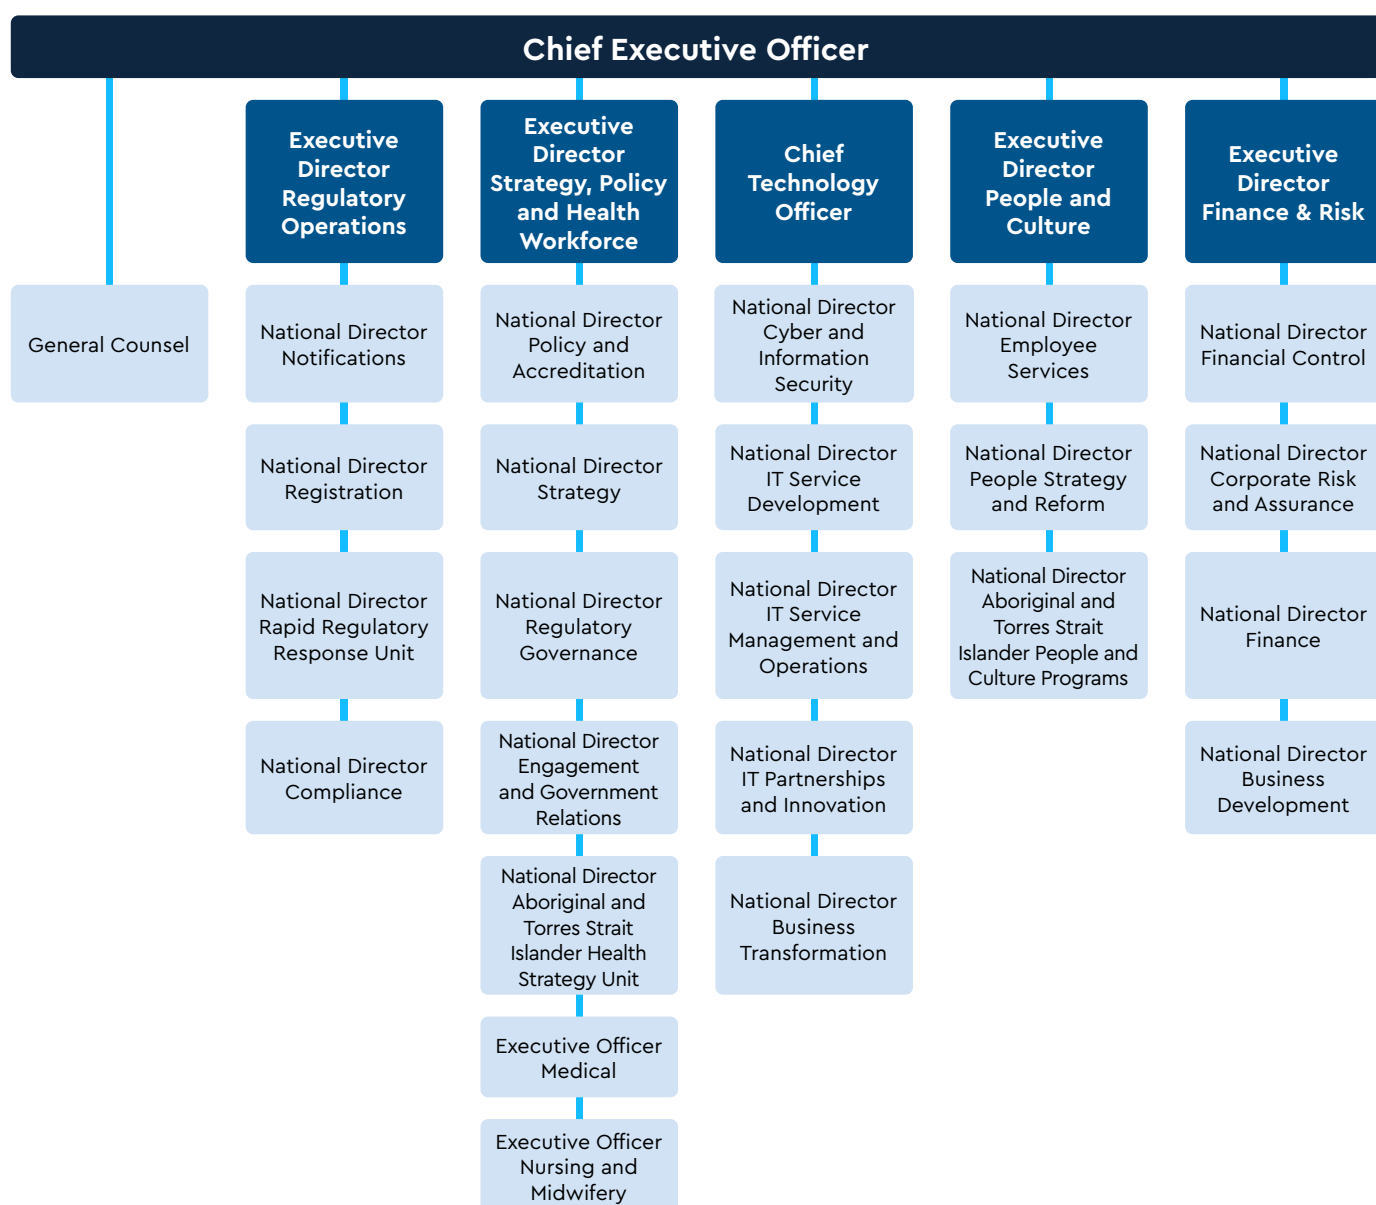 Chief Executive Officer
General Counsel
Executive
Director
Regulatory
Operations
National Director
Notifications
National Director
Registration
National Director
Rapid Regulatory
Response Unit
National Director
Compliance
Executive
Director
Strategy, Policy
and Health
Workforce
National Director
Policy and
Accreditation
National Director
Strategy
National Director
Regulatory
Governance
National Director
Engagement
and Government
Relations
National Director
Aboriginal and
Torres Strait
Islander Health
Strategy Unit
Executive Officer
Medical
Executive Officer
Nursing and
Midwifery
Chief
Technology
Officer
National Director
Cyber and
Information
Security
National Director
IT Service
Development
National Director
IT Service
Management and
Operations
National Director
IT Partnerships
and Innovation
National Director
Business
Transformation
Executive
Director
People and
Culture
National Director
Employee
Services
National Director
People Strategy
and Reform
National Director
Aboriginal and
Torres Strait
Islander People and
Culture Programs
Executive
Director
Finance & Risk
National Director
Financial Control
National Director
Corporate Risk
and Assurance
National Director
Finance
National Director
Business
Development